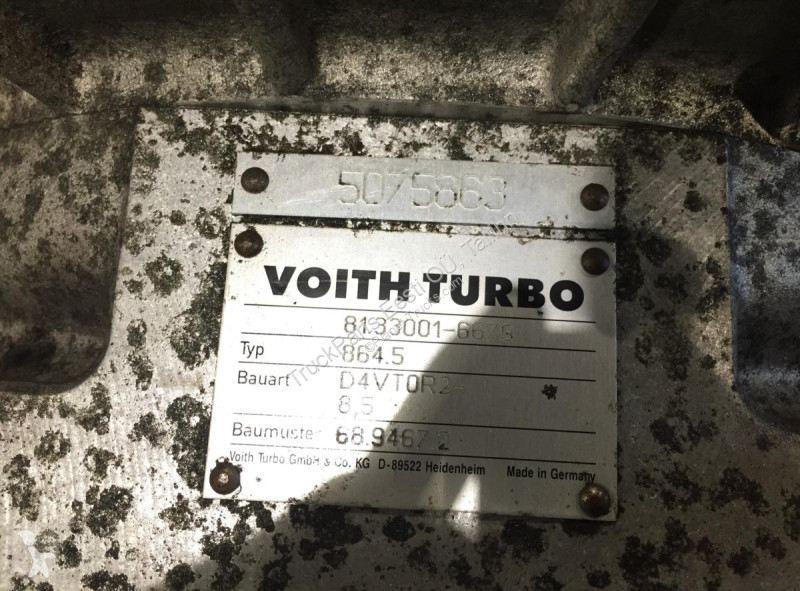 5075863
VOITH TURBO
8133001-6679
Typ 864.5
Bauart D4VTOR2-
8,5
Baumuster 68.9467 2
Voith Turbo GmbH & Co. KG D-89522 Heidenheim Made in Germany